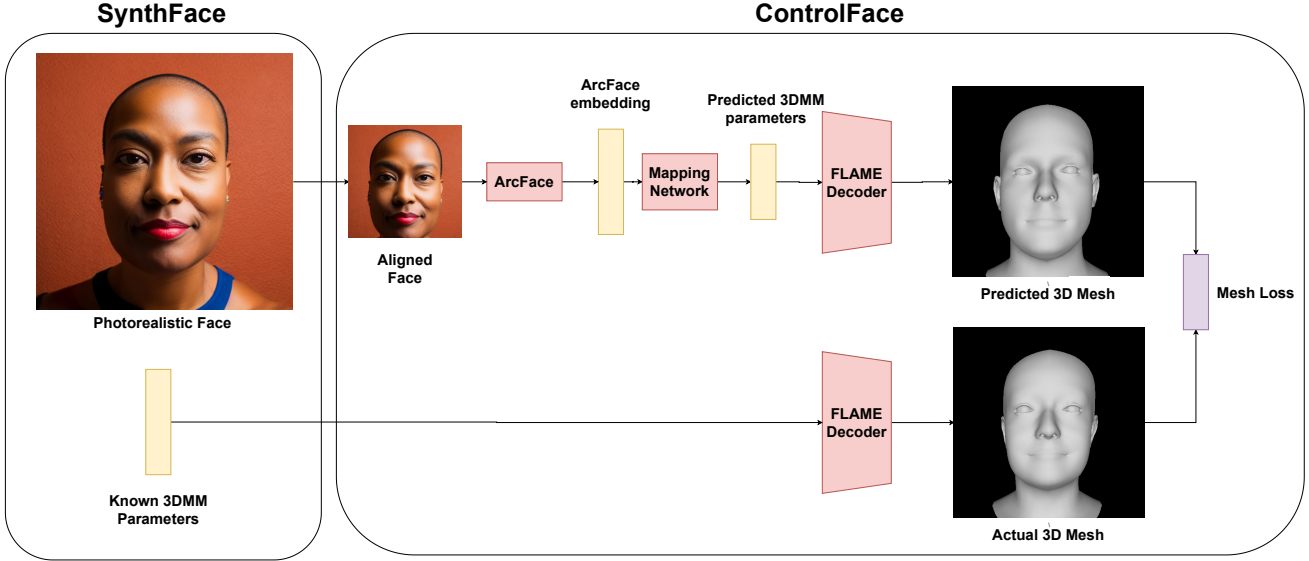 SynthFace
ControlFace
ArcFace
embedding
Predicted 3DMM
parameters
ArcFace
Mapping
Network
FLAME
Decoder
Aligned
Face
Photorealistic Face
Predicted 3D Mesh
Mesh Loss
FLAME
Decoder
Known 3DMM
Parameters
Actual 3D Mesh